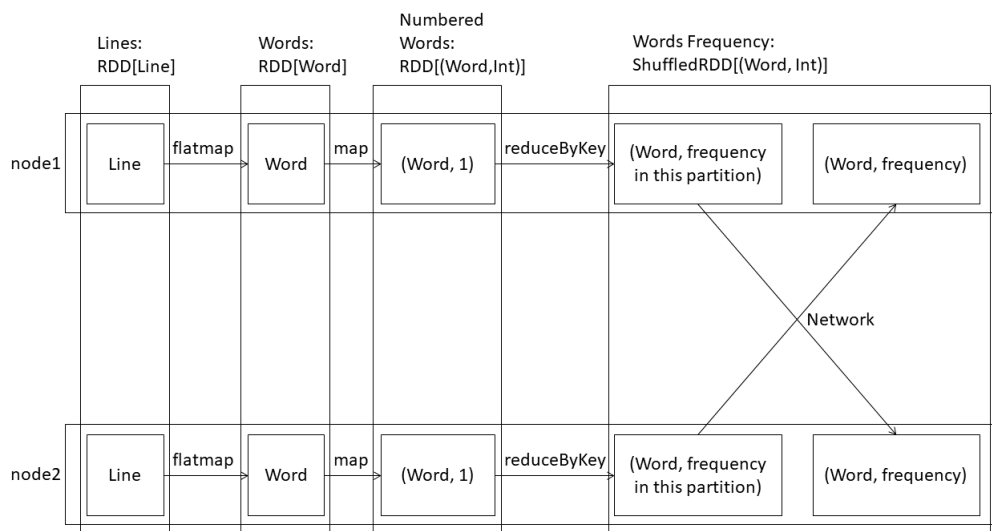 Lines:
RDD[Line]
Words:
RDD[Word]
Numbered
Words:
RDD[(Word,Int)]
Words Frequency:
ShuffledRDD[(Word, Int)]
node1
Line
flatmap
Word
map
(Word, 1)
reduceByKey
(Word, frequency
in this partition)
(Word, frequency)
Network
node2
Line
flatmap
Word
map
(Word, 1)
reduceByKey
(Word, frequency
in this partition)
(Word, frequency)